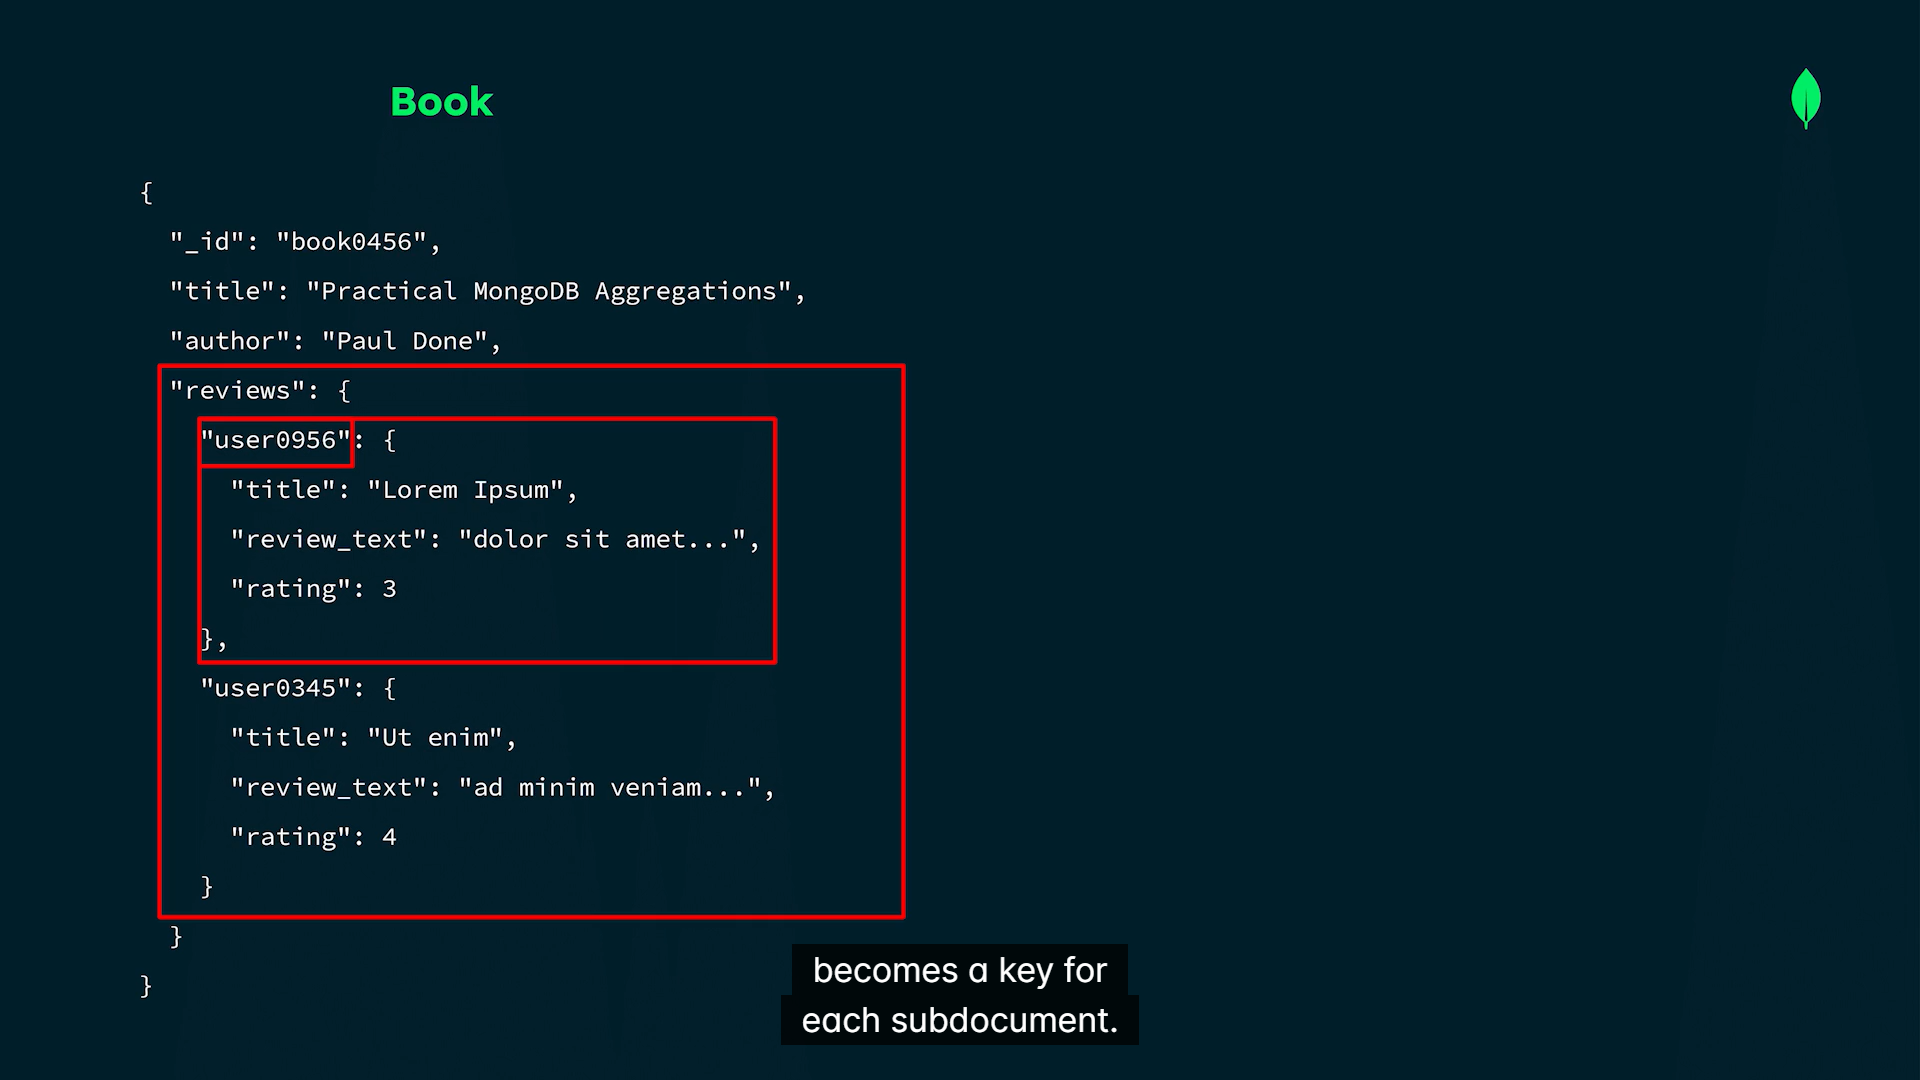 Book
{
"_id": "book0456",
"title": "Practical MongoDB Aggregations",
"author": "Paul Done",
"reviews": {
"user0956": {
"title": "Lorem Ipsum",
"review_text": "dolor sit amet...",
"rating": 3
},
"user0345": {
"title": "Ut enim",
"review_text": "ad minim veniam...",
"rating": 4
}
}
}
becomes a key for
each subdocument.